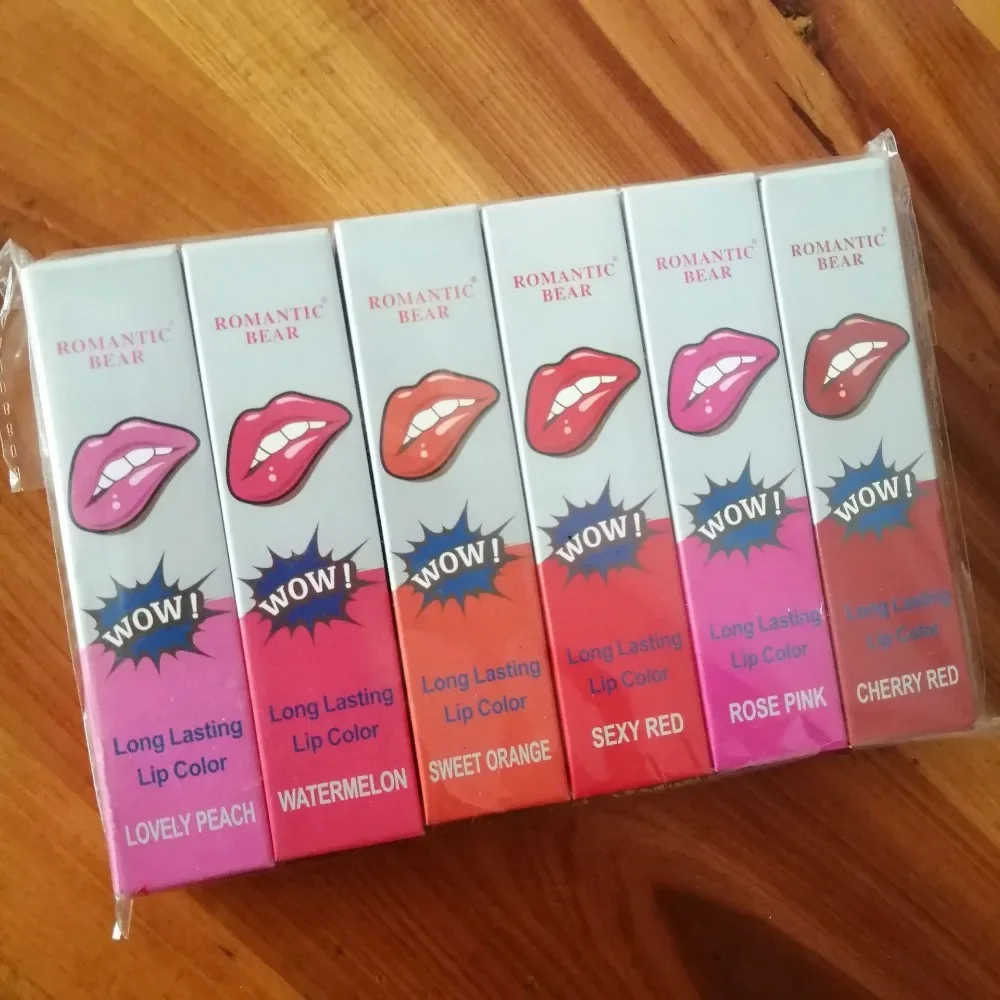 ROMANTIC®
BEAR
WOW!
Long Lasting
Lip Color
LOVELY PEACH
ROMANTIC®
BEAR
WOW!
Long Lasting
Lip Color
WATERMELON
ROMANTIC®
BEAR
WOW!
Long Lasting
Lip Color
SWEET ORANGE
ROMANTIC®
BEAR
WOW!
Long Lasting
Lip Color
SEXY RED
ROMANTIC®
BEAR
WOW!
Long Lasting
Lip Color
ROSE PINK
ROMANTIC®
BEAR
WOW!
Long Lasting
Lip Color
CHERRY RED